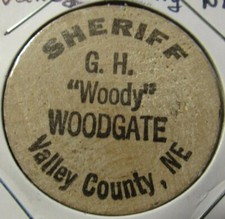 SHERIFF
G. H.
"Woody"
WOODGATE
Valley County, NE